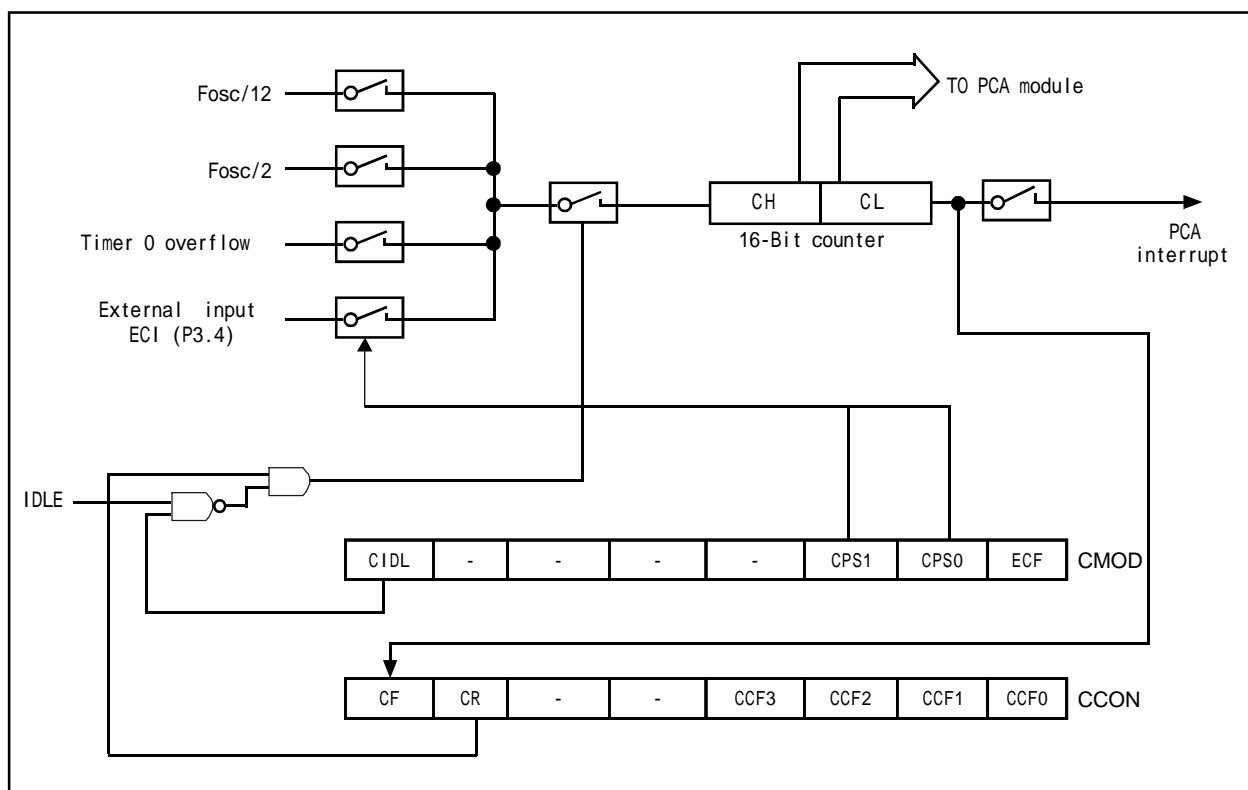 Fosc/12
Fosc/2
Timer 0 overflow
External input
ECI (P3.4)
TO PCA module
CH
CL
16-Bit counter
PCA
interrupt
IDLE
CIDL - - - - CPS1 CPS0 ECF CMOD
CF CR - - CCF3 CCF2 CCF1 CCF0 CCON